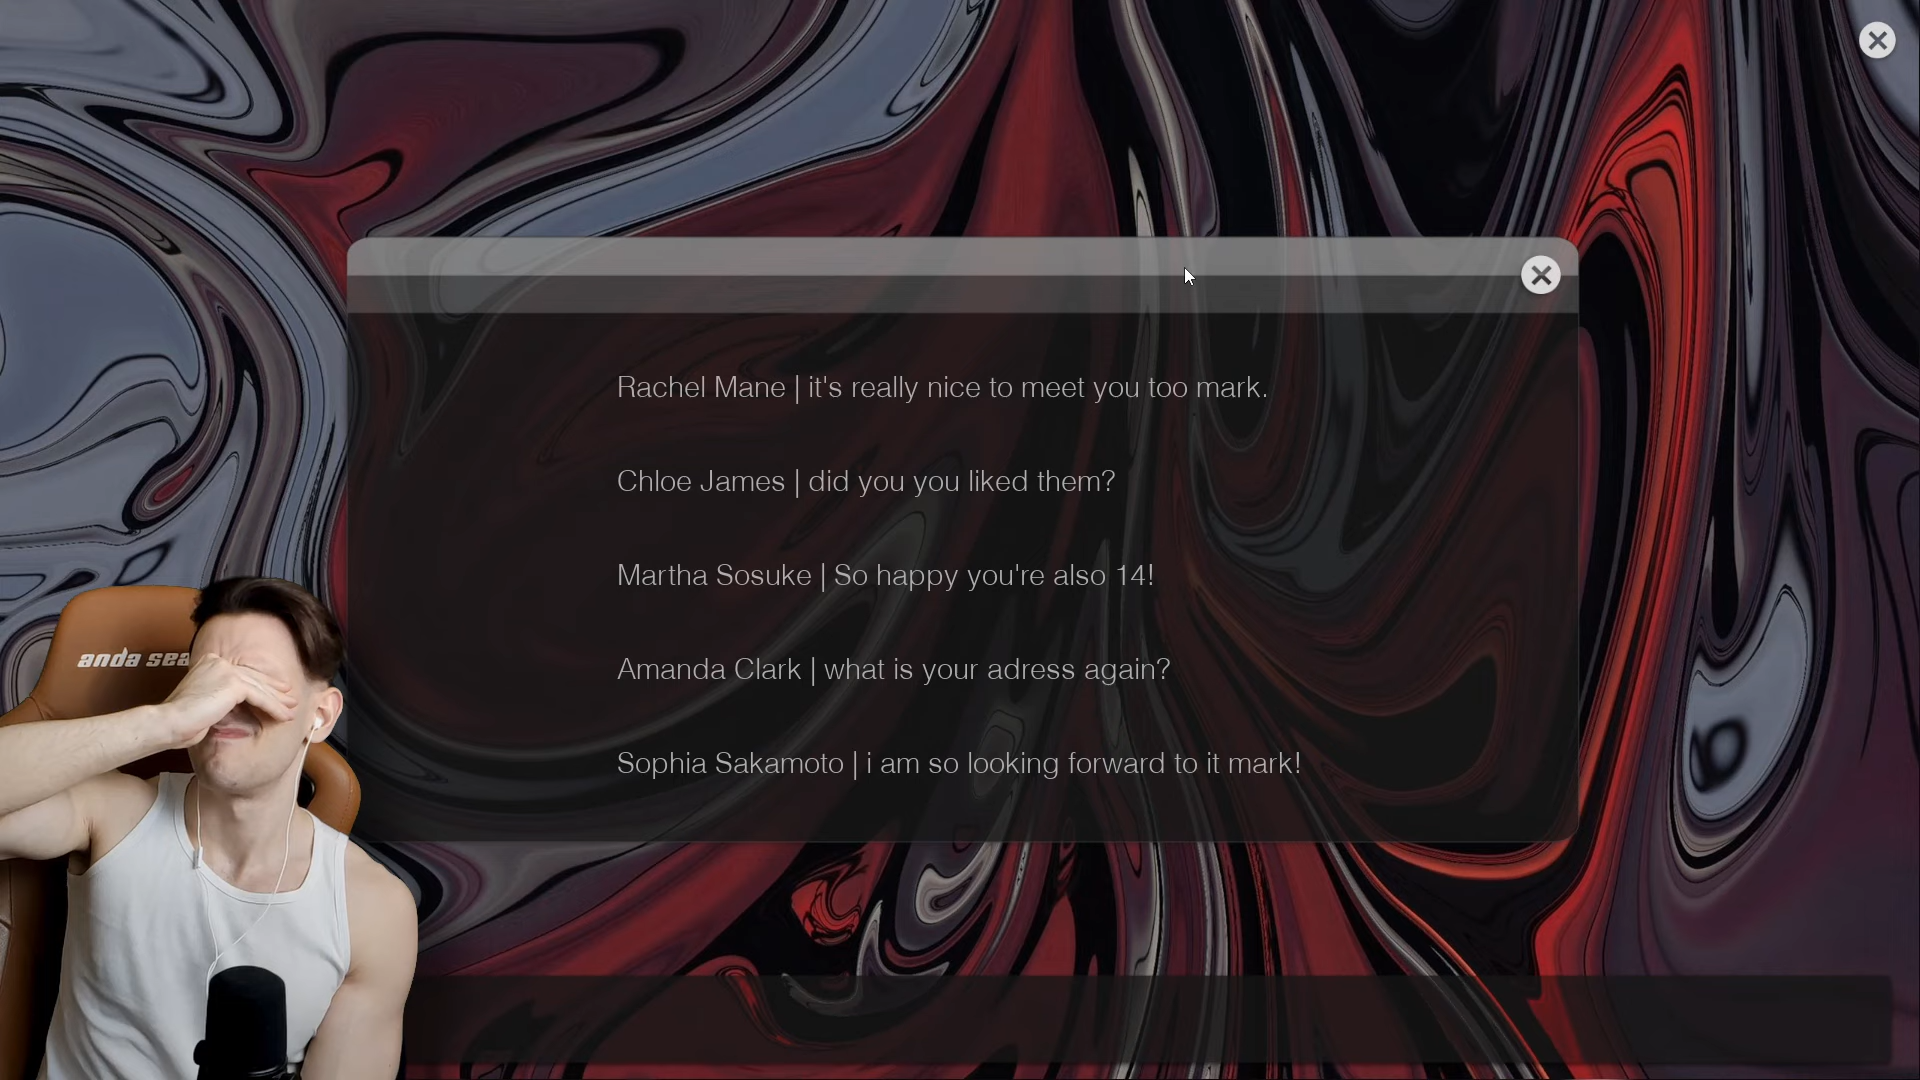 Rachel Mane | it's really nice to meet you too mark.
Chloe James | did you you liked them?
Martha Sosuke | So happy you're also 14!
anda sea
Amanda Clark | what is your adress again?
Sophia Sakamoto | i am so looking forward to it mark!